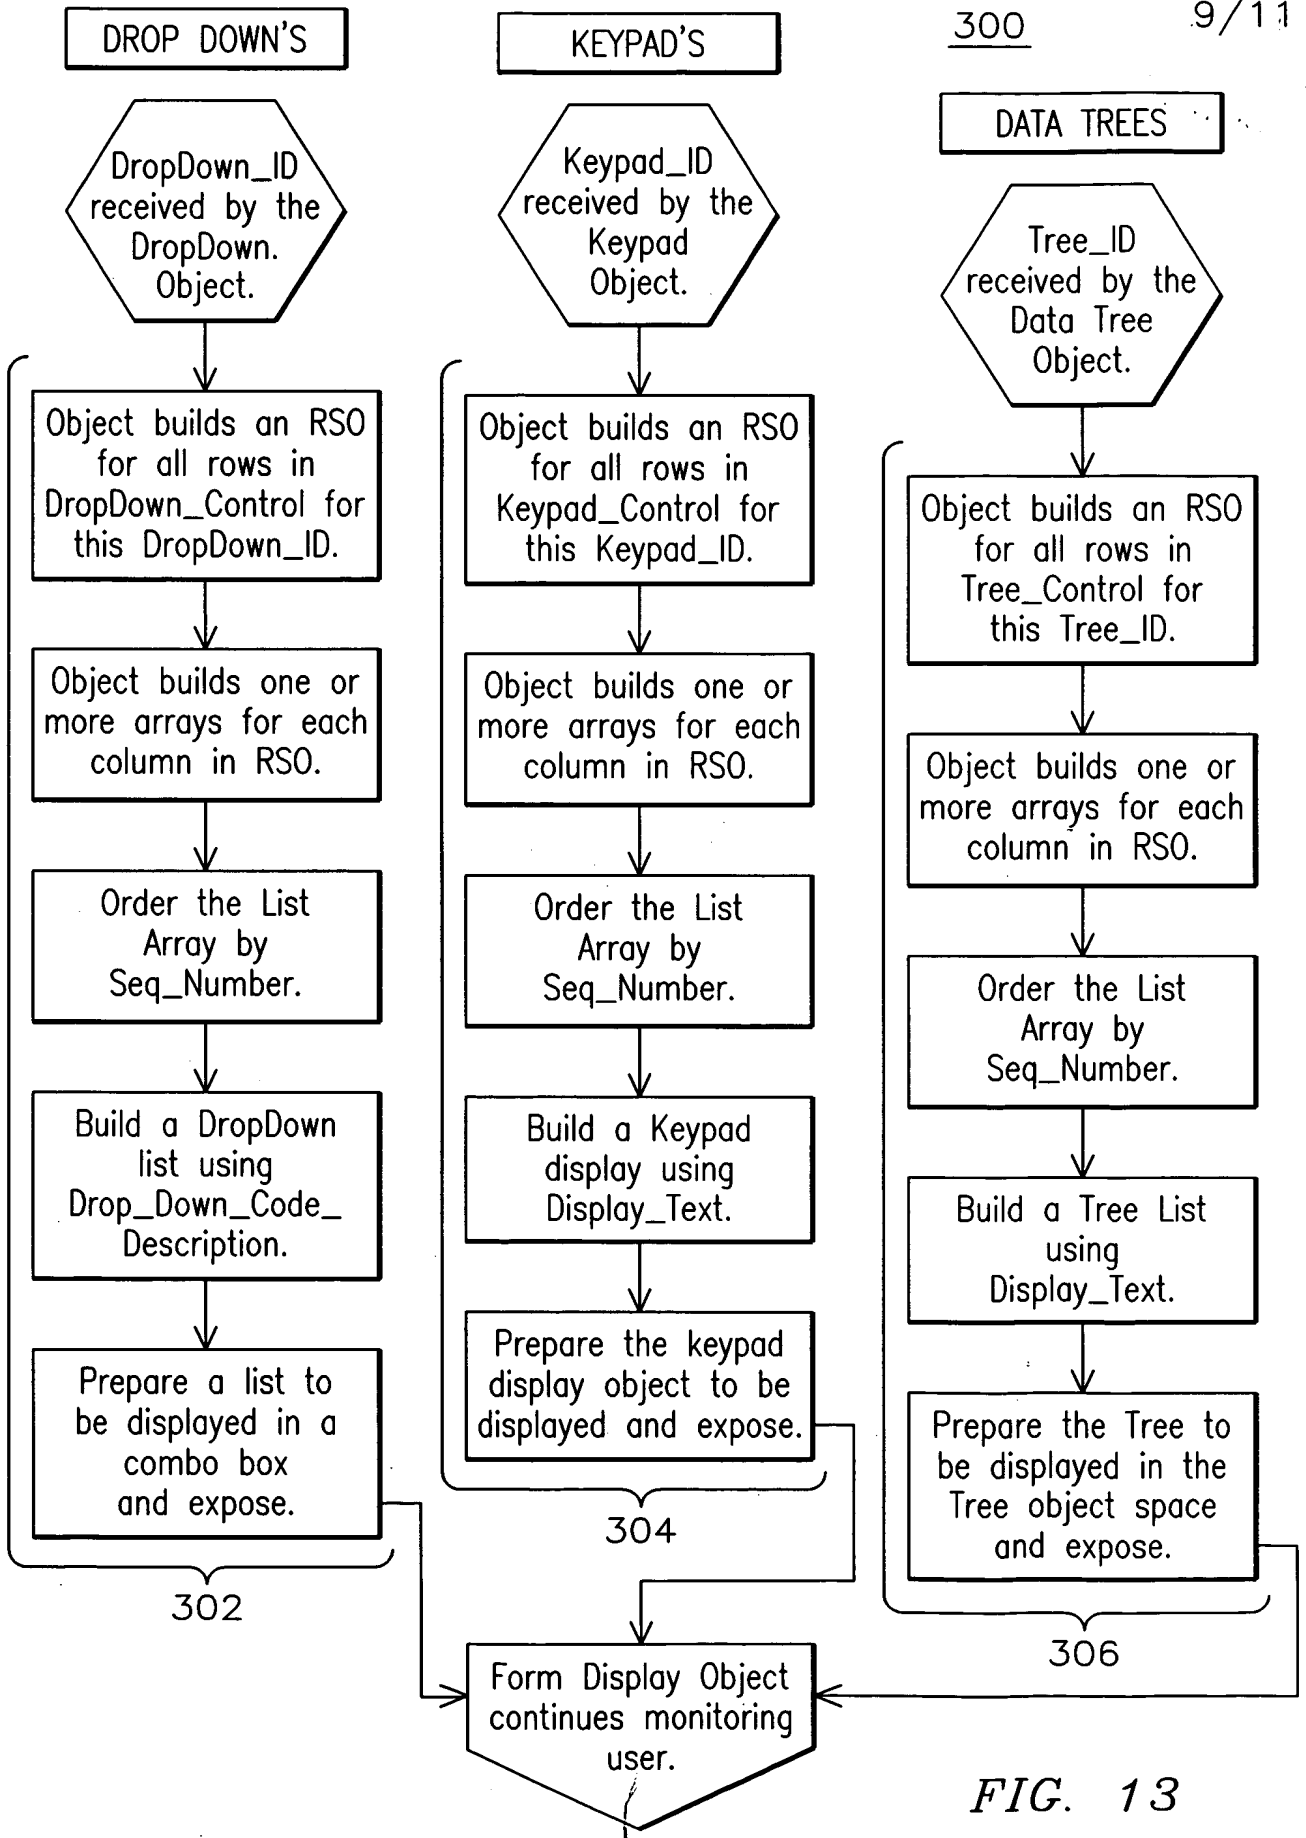 300
9/11
DROP DOWN'S
DropDown_ID
received by the
DropDown.
Object.
Object builds an RSO
for all rows in
DropDown_Control for
this DropDown_ID.
Object builds one or
more arrays for each
column in RSO.
Order the List
Array by
Seq_Number.
Build a DropDown
list using
Drop_Down_Code_
Description.
Prepare a list to
be displayed in a
combo box
and expose.
302
KEYPAD'S
Keypad_ID
received by the
Keypad
Object.
Object builds an RSO
for all rows in
Keypad_Control for
this Keypad_ID.
Object builds one or
more arrays for each
column in RSO.
Order the List
Array by
Seq_Number.
Build a Keypad
display using
Display_Text.
Prepare the keypad
display object to be
displayed and expose.
304
DATA TREES
Tree_ID
received by the
Data Tree
Object.
Object builds an RSO
for all rows in
Tree_Control for
this Tree_ID.
Object builds one or
more arrays for each
column in RSO.
Order the List
Array by
Seq_Number.
Build a Tree List
using
Display_Text.
Prepare the Tree to
be displayed in the
Tree object space
and expose.
306
Form Display Object
continues monitoring
user.
FIG. 13